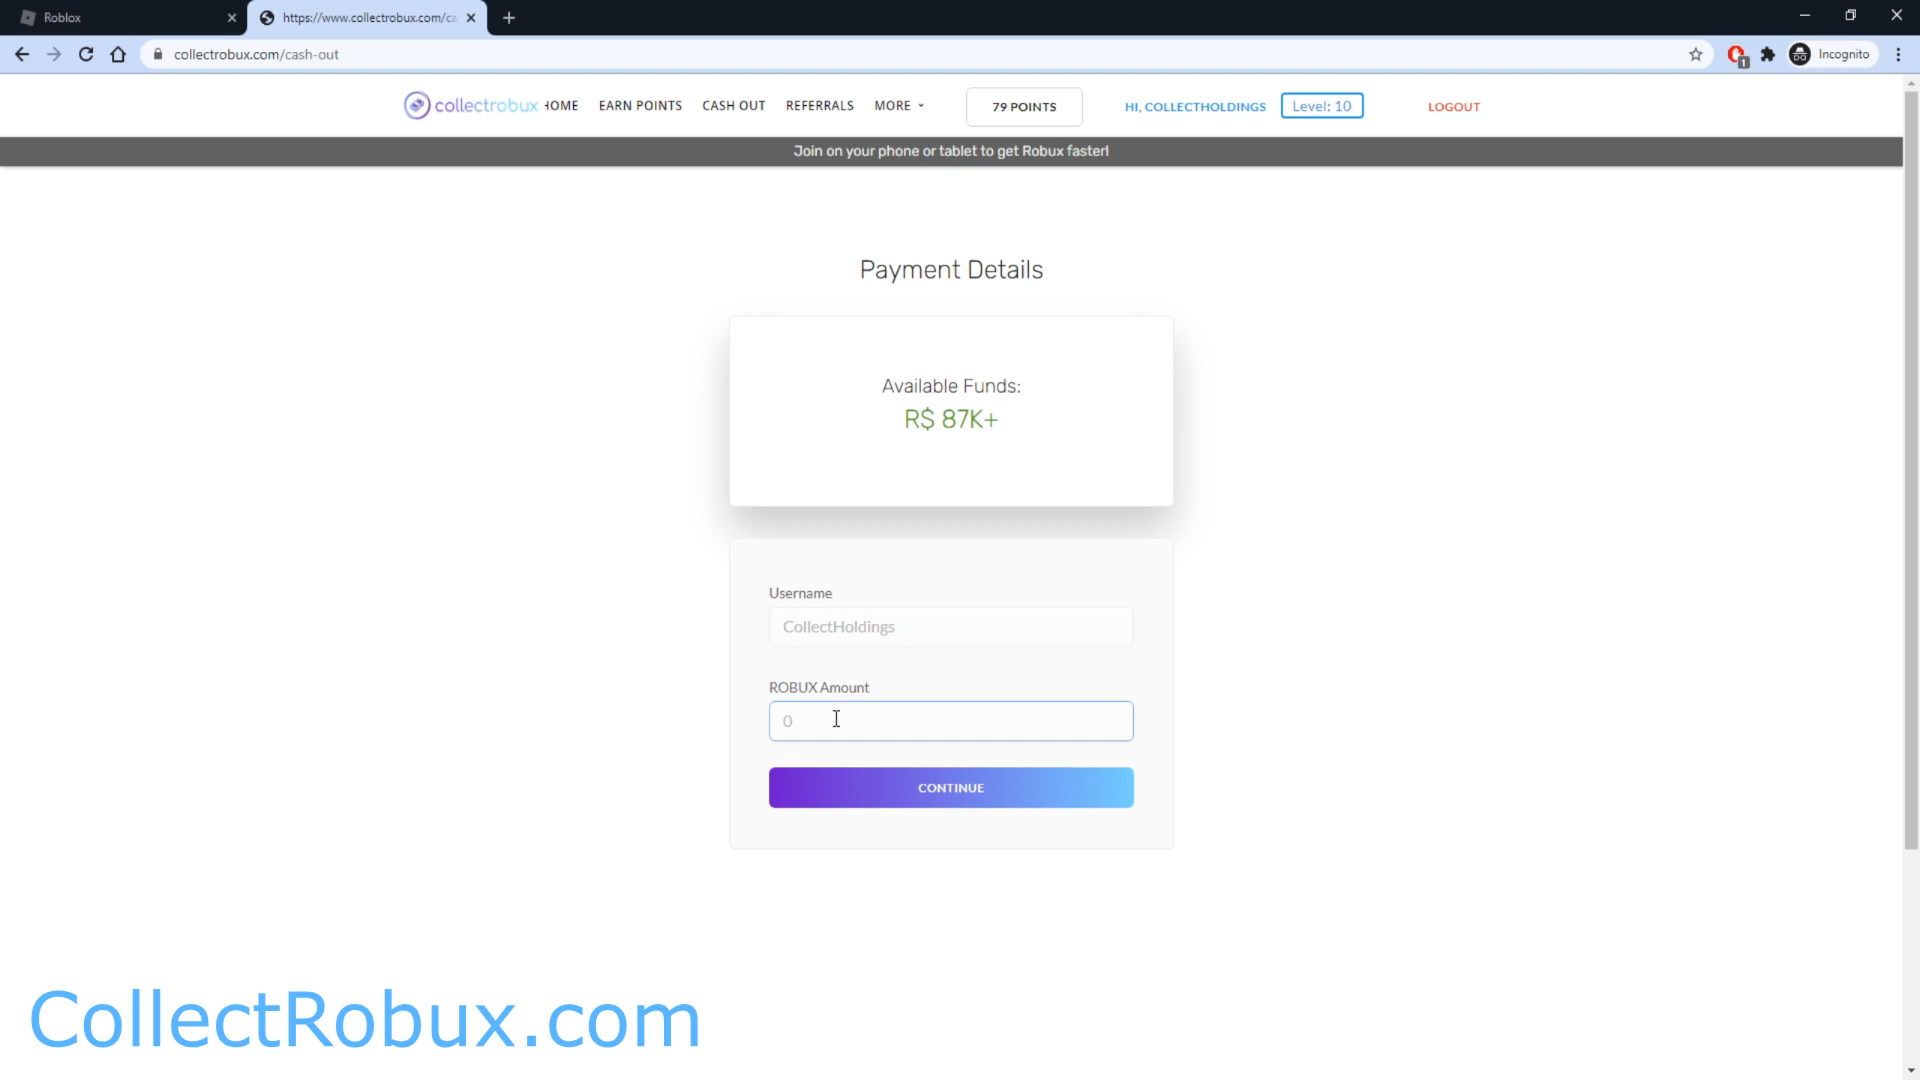 Roblox
https://www.collectrobux.com/ca
collectrobux.com/cash-out
1
Incognito
collectrobux
HOME
EARN POINTS
CASH OUT
REFERRALS
MORE
79 POINTS
HI, COLLECTHOLDINGS
Level: 10
LOGOUT
Join on your phone or tablet to get Robux faster!
Payment Details
Available Funds:
R$ 87K+
Username
CollectHoldings
ROBUX Amount
0
CONTINUE
CollectRobux.com